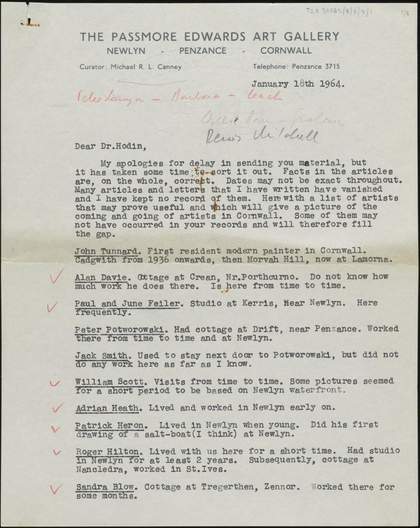 THE PASSMORE EDWARDS ART GALLERY
NEWLYN - PENZANCE - CORNWALL
Curator: Michael R. L. Canney Telephone: Penzance 3715
January 18th 1964.
Peter Lanyon - Barbara - Leach
Denis Mitchell
Dear Dr.Hodin,
My apologies for delay in sending you material, but
it has taken some time to sort it out. Facts in the articles
are, on the whole, correct. Dates may not be exact throughout.
Many articles and letters that I have written have vanished
and I have kept no record of them. Here with a list of artists
that may prove useful and which will give a picture of the
coming and going of artists in Cornwall. Some of them may
not have occurred in your records and will therefore fill
the gap.
John Tunnard. First resident modern painter in Cornwall.
Cadgwith from 1936 onwards, then Morvah Hill, now at Lamorna.
Alan Davie. Cttage at Crean, Nr.Porthcurno. Do not know how
much work he does there. Is here from time to time.
Paul and June Feiler. Studio at Kerris, Near Newlyn. Here
frequently.
Peter Potworowski. Had cottage at Drift, near Penzance. Worked
there from time to time and at Newlyn.
Jack Smith. Used to stay next door to Potworowski, but did not
do any work here as far as I know.
William Scott. Visits from time to time. Some pictures seemed
for a short period to be based on Newlyn waterfront.
Adrian Heath. Lived and worked in Newlyn early on.
Patrick Heron. Lived in Newlyn when young. Did his first
drawing of a salt-boat(I think) at Newlyn.
Roger Hilton. Lived with us here for a short time. Had studio
in Newlyn for at least 2 years. Subsequently, cottage at
Nancledra, worked in St.Ives.
Sandra Blow. Cottage at Tregerthen, Zennor. Worked there for
some months.